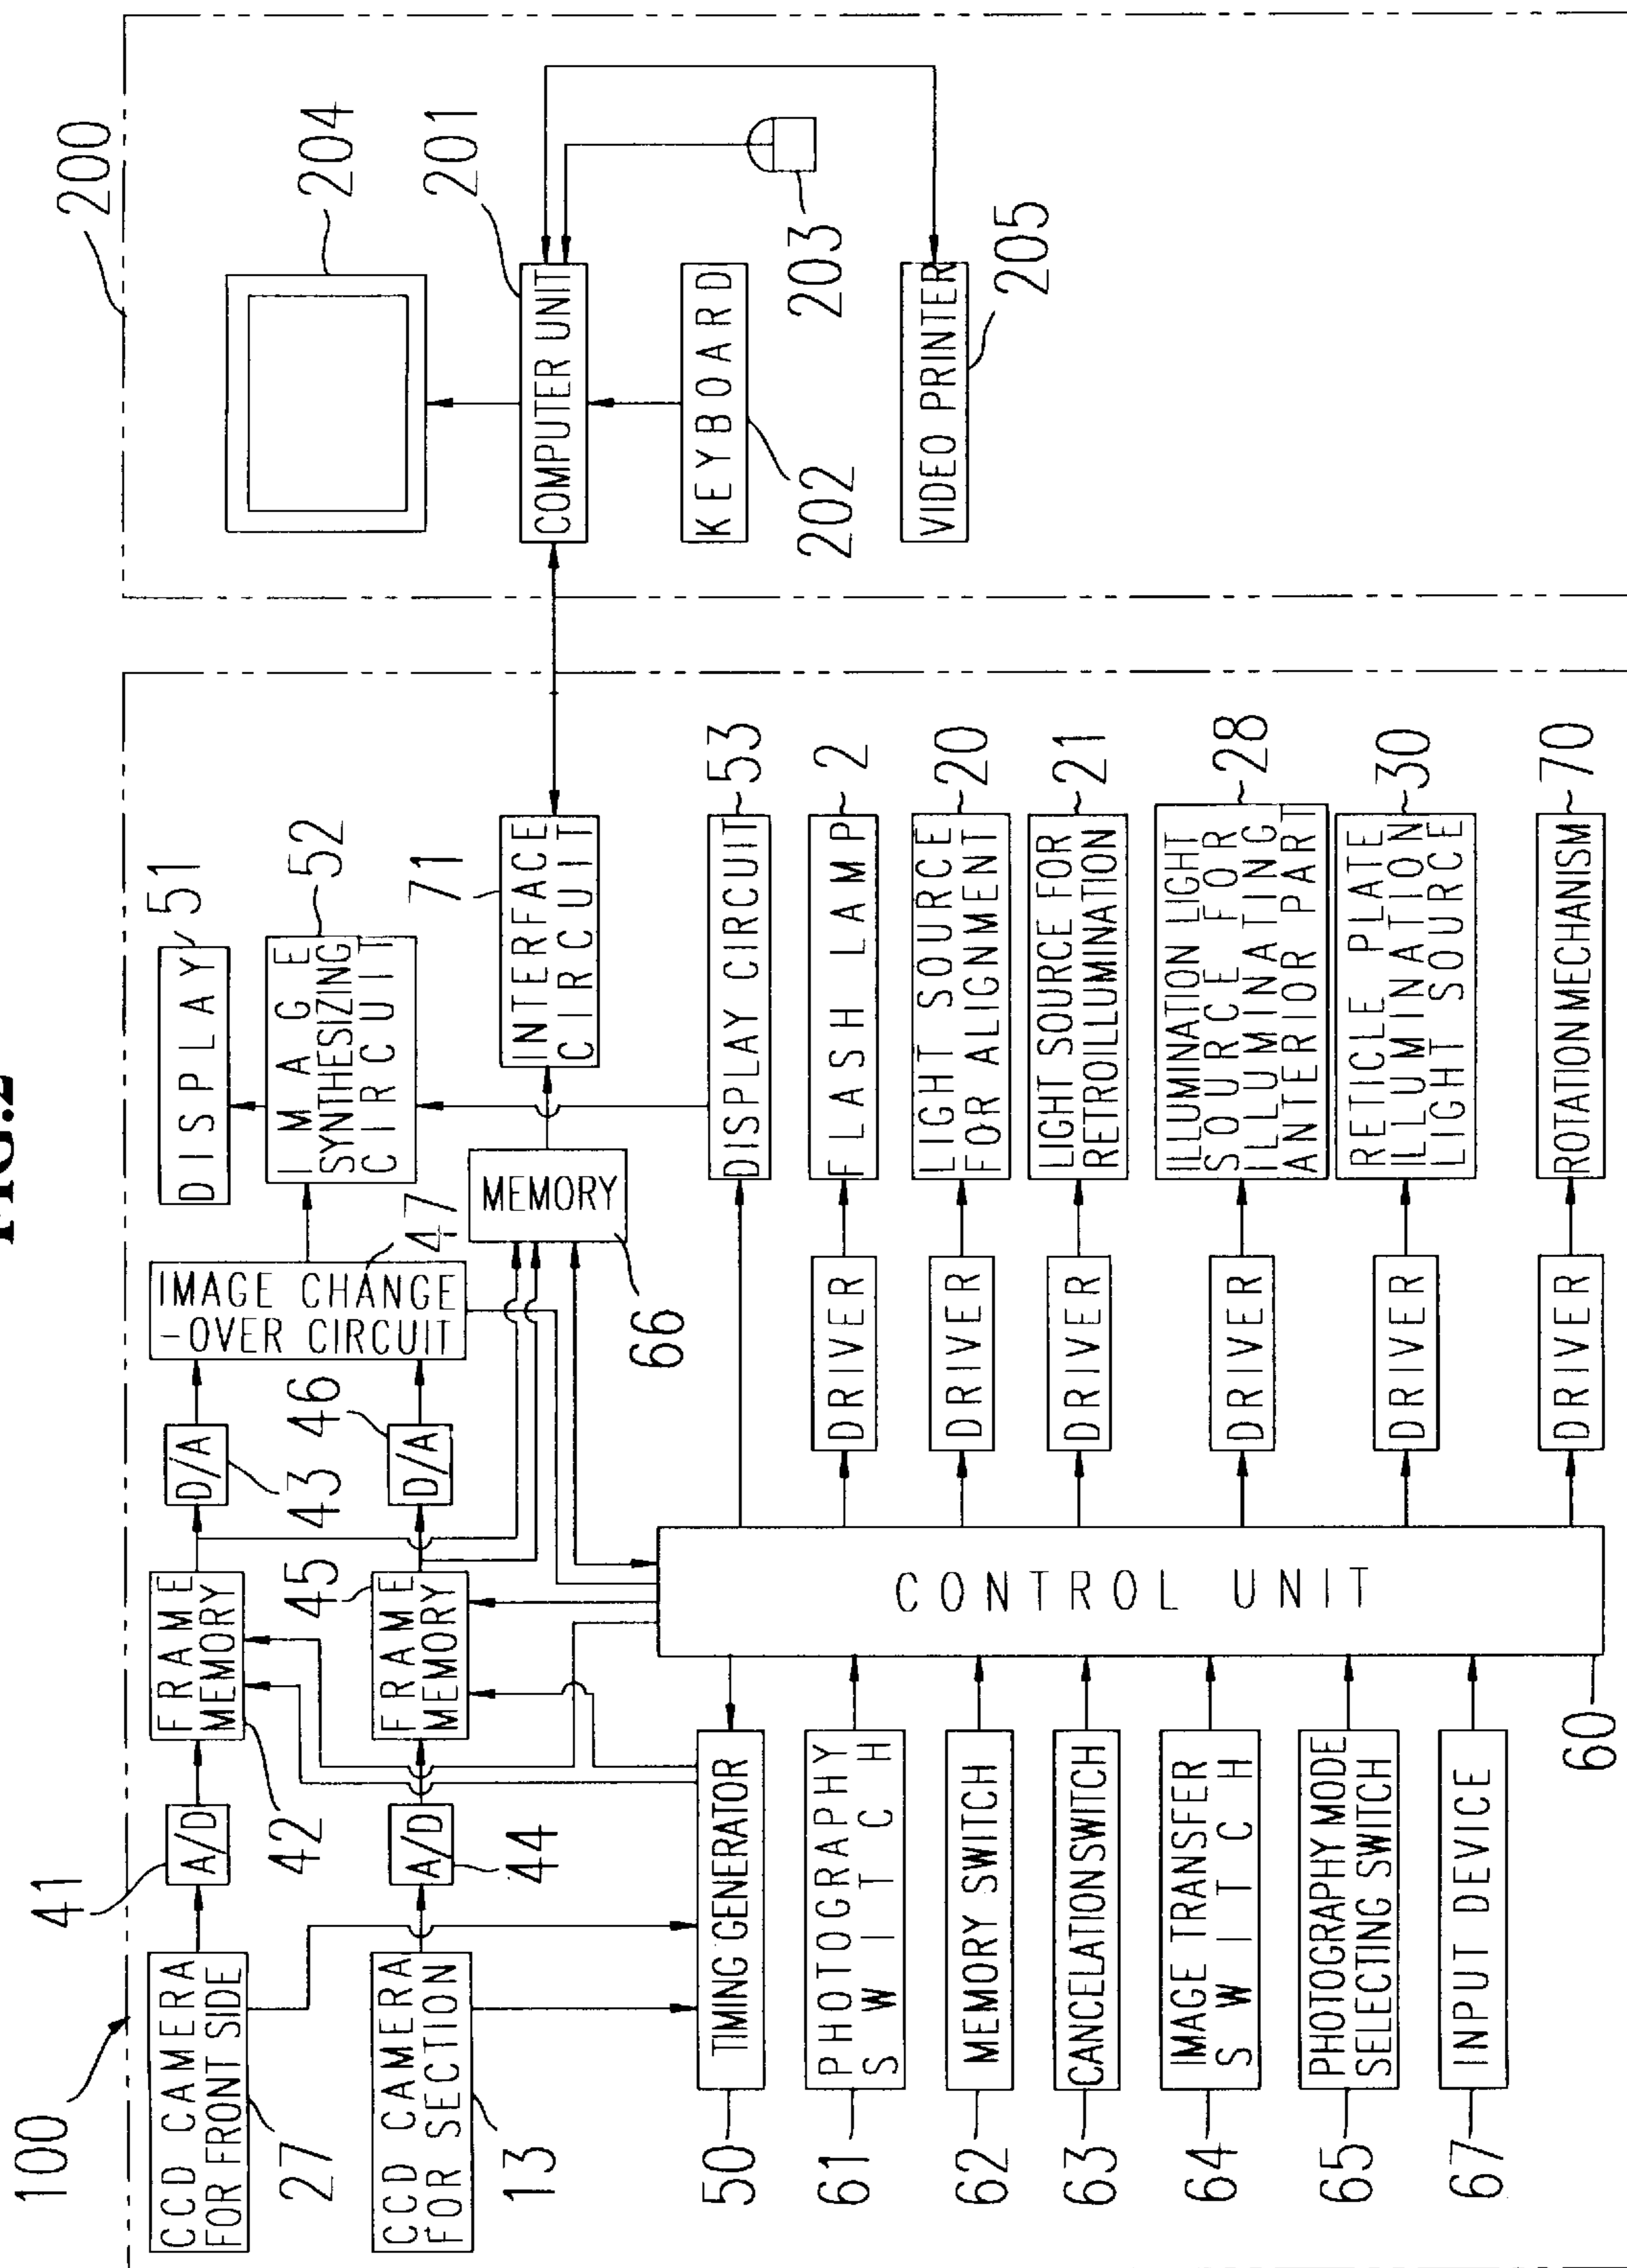 FIG.2
100
200
CCD CAMERA
FOR FRONT SIDE
27
41
A/D
FRAME
MEMORY
42
D/A
43
IMAGE CHANGE
-OVER CIRCUIT
47
DISPLAY
51
IMAGE
SYNTHESIZING
CIRCUIT
52
CCD CAMERA
FOR SECTION
13
A/D
44
FRAME
MEMORY
45
D/A
46
MEMORY
66
INTERFACE
CIRCUIT
71
204
COMPUTER UNIT
201
KEYBOARD
202
203
VIDEO PRINTER
205
50
TIMING GENERATOR
61
PHOTOGRAPHY
SWITCH
62
MEMORY SWITCH
63
CANCELATION SWITCH
64
IMAGE TRANSFER
SWITCH
65
PHOTOGRAPHY MODE
SELECTING SWITCH
67
INPUT DEVICE
CONTROL UNIT
60
DISPLAY CIRCUIT
53
DRIVER
FLASH LAMP
2
DRIVER
LIGHT SOURCE
FOR ALIGNMENT
20
DRIVER
LIGHT SOURCE FOR
RETROILLUMINATION
21
DRIVER
ILLUMINATION LIGHT
SOURCE FOR
ILLUMINATING
ANTERIOR PART
28
DRIVER
RETICLE PLATE
ILLUMINATION
LIGHT SOURCE
30
DRIVER
ROTATION MECHANISM
70